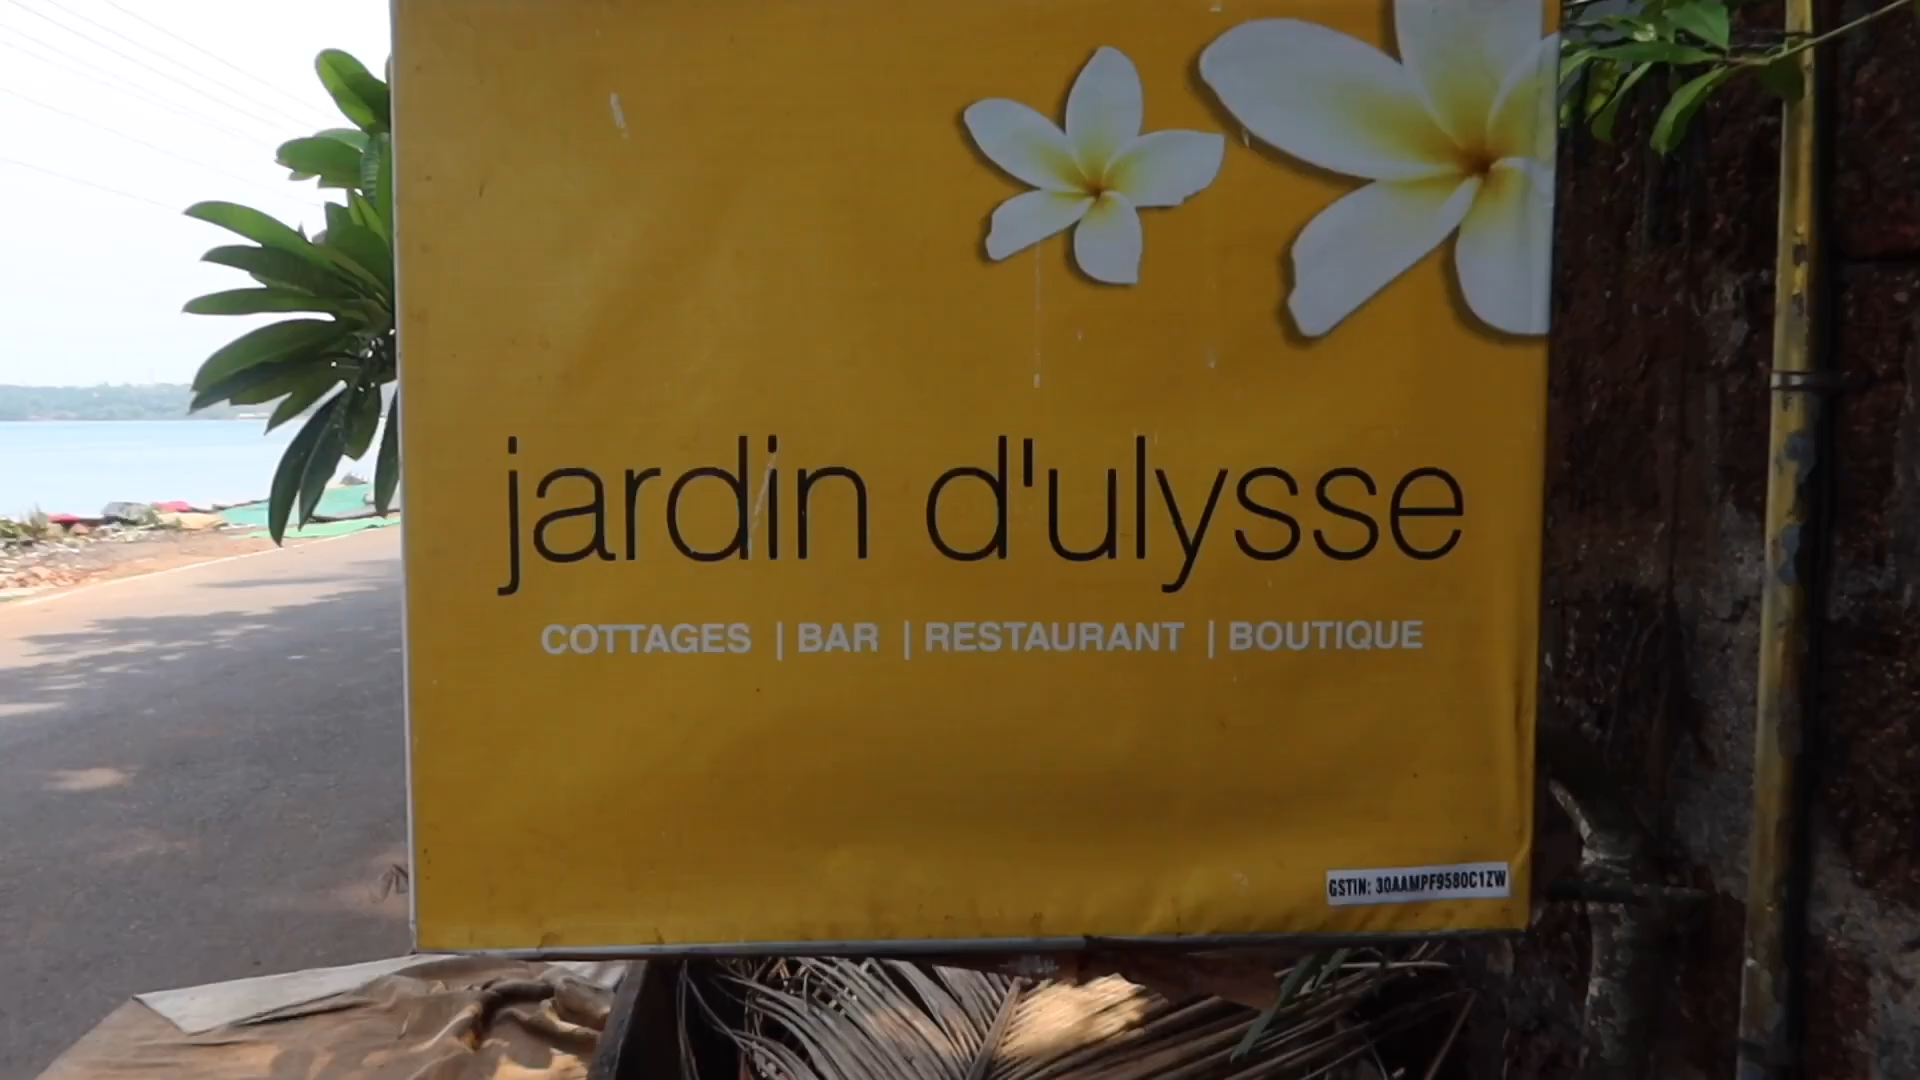 jardin d'ulysse
COTTAGES | BAR | RESTAURANT | BOUTIQUE
GSTIN: 30AAMPF9580C1ZW